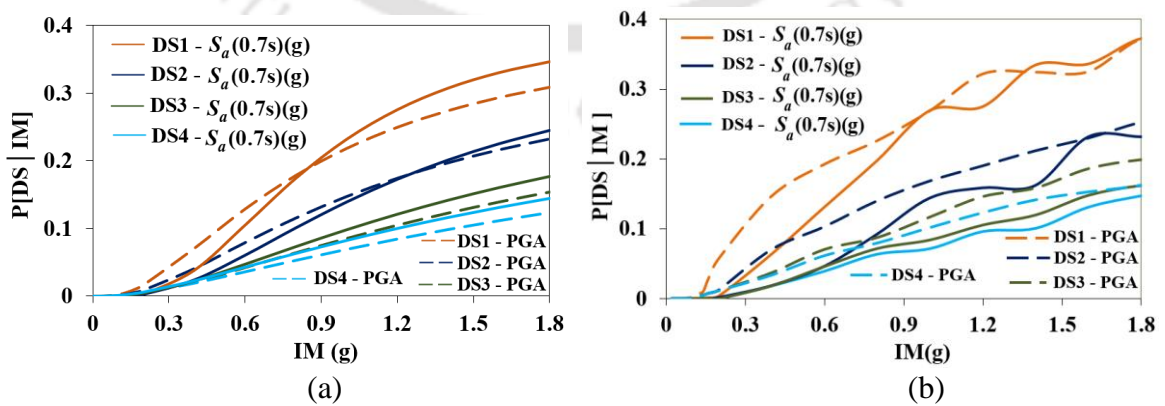 0.4
0.3
0.2
0.1
0
P[DS | IM]
DS1 - Sa(0.7s)(g)
DS2 - Sa(0.7s)(g)
DS3 - Sa(0.7s)(g)
DS4 - Sa(0.7s)(g)
DS1 - PGA
DS2 - PGA
DS4 - PGA
DS3 - PGA
0 0.3 0.6 0.9 1.2 1.5 1.8
IM (g)
(a)
0.4
0.3
0.2
0.1
0
P[DS | IM ]
DS1 - Sa(0.7s)(g)
DS2 - Sa(0.7s)(g)
DS3 - Sa(0.7s)(g)
DS4 - Sa(0.7s)(g)
DS1 - PGA
DS2 - PGA
DS4 - PGA
DS3 - PGA
0 0.3 0.6 0.9 1.2 1.5 1.8
IM(g)
(b)